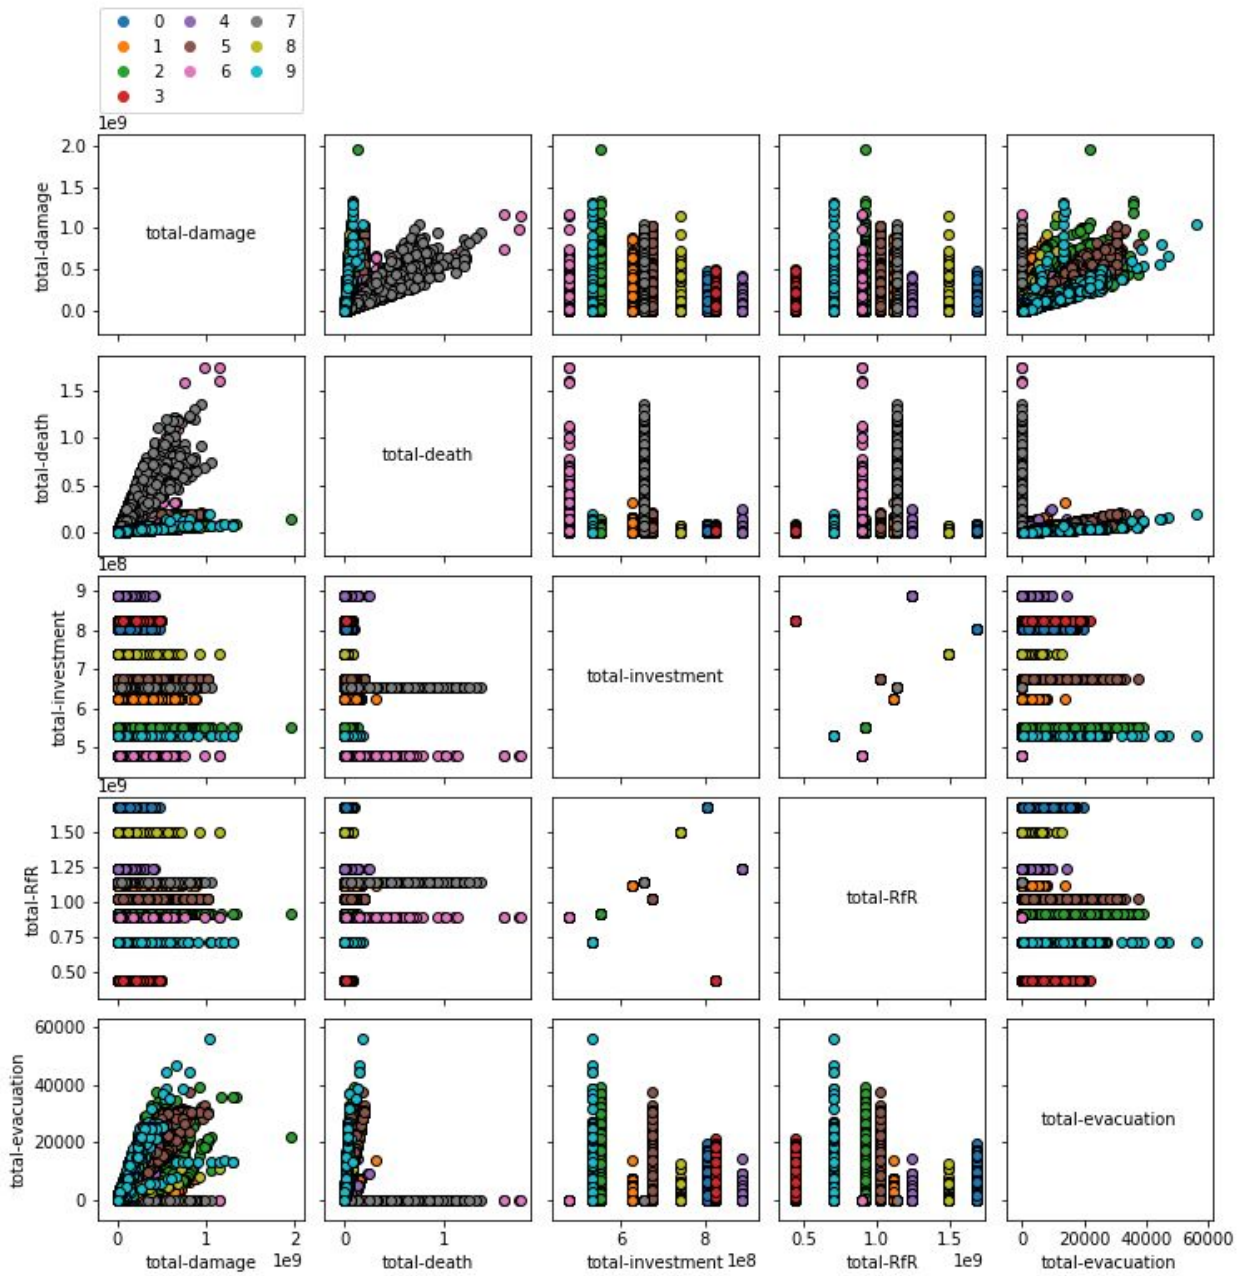 0 4 7
1 5 8
2 6 9
3
1e9
2.0
1.5
1.0
0.5
0.0
total-damage
total-damage
1.5
1.0
0.5
0.0
total-death
total-death
1e8
9
8
7
6
5
total-investment
total-investment
1e9
1.50
1.25
1.00
0.75
0.50
total-RfR
total-RfR
60000
40000
20000
0
total-evacuation
total-evacuation
0 1 2 0 1 6 8 0.5 1.0 1.5 0 20000 40000 60000
total-damage 1e9 total-death total-investment 1e8 total-RfR 1e9 total-evacuation